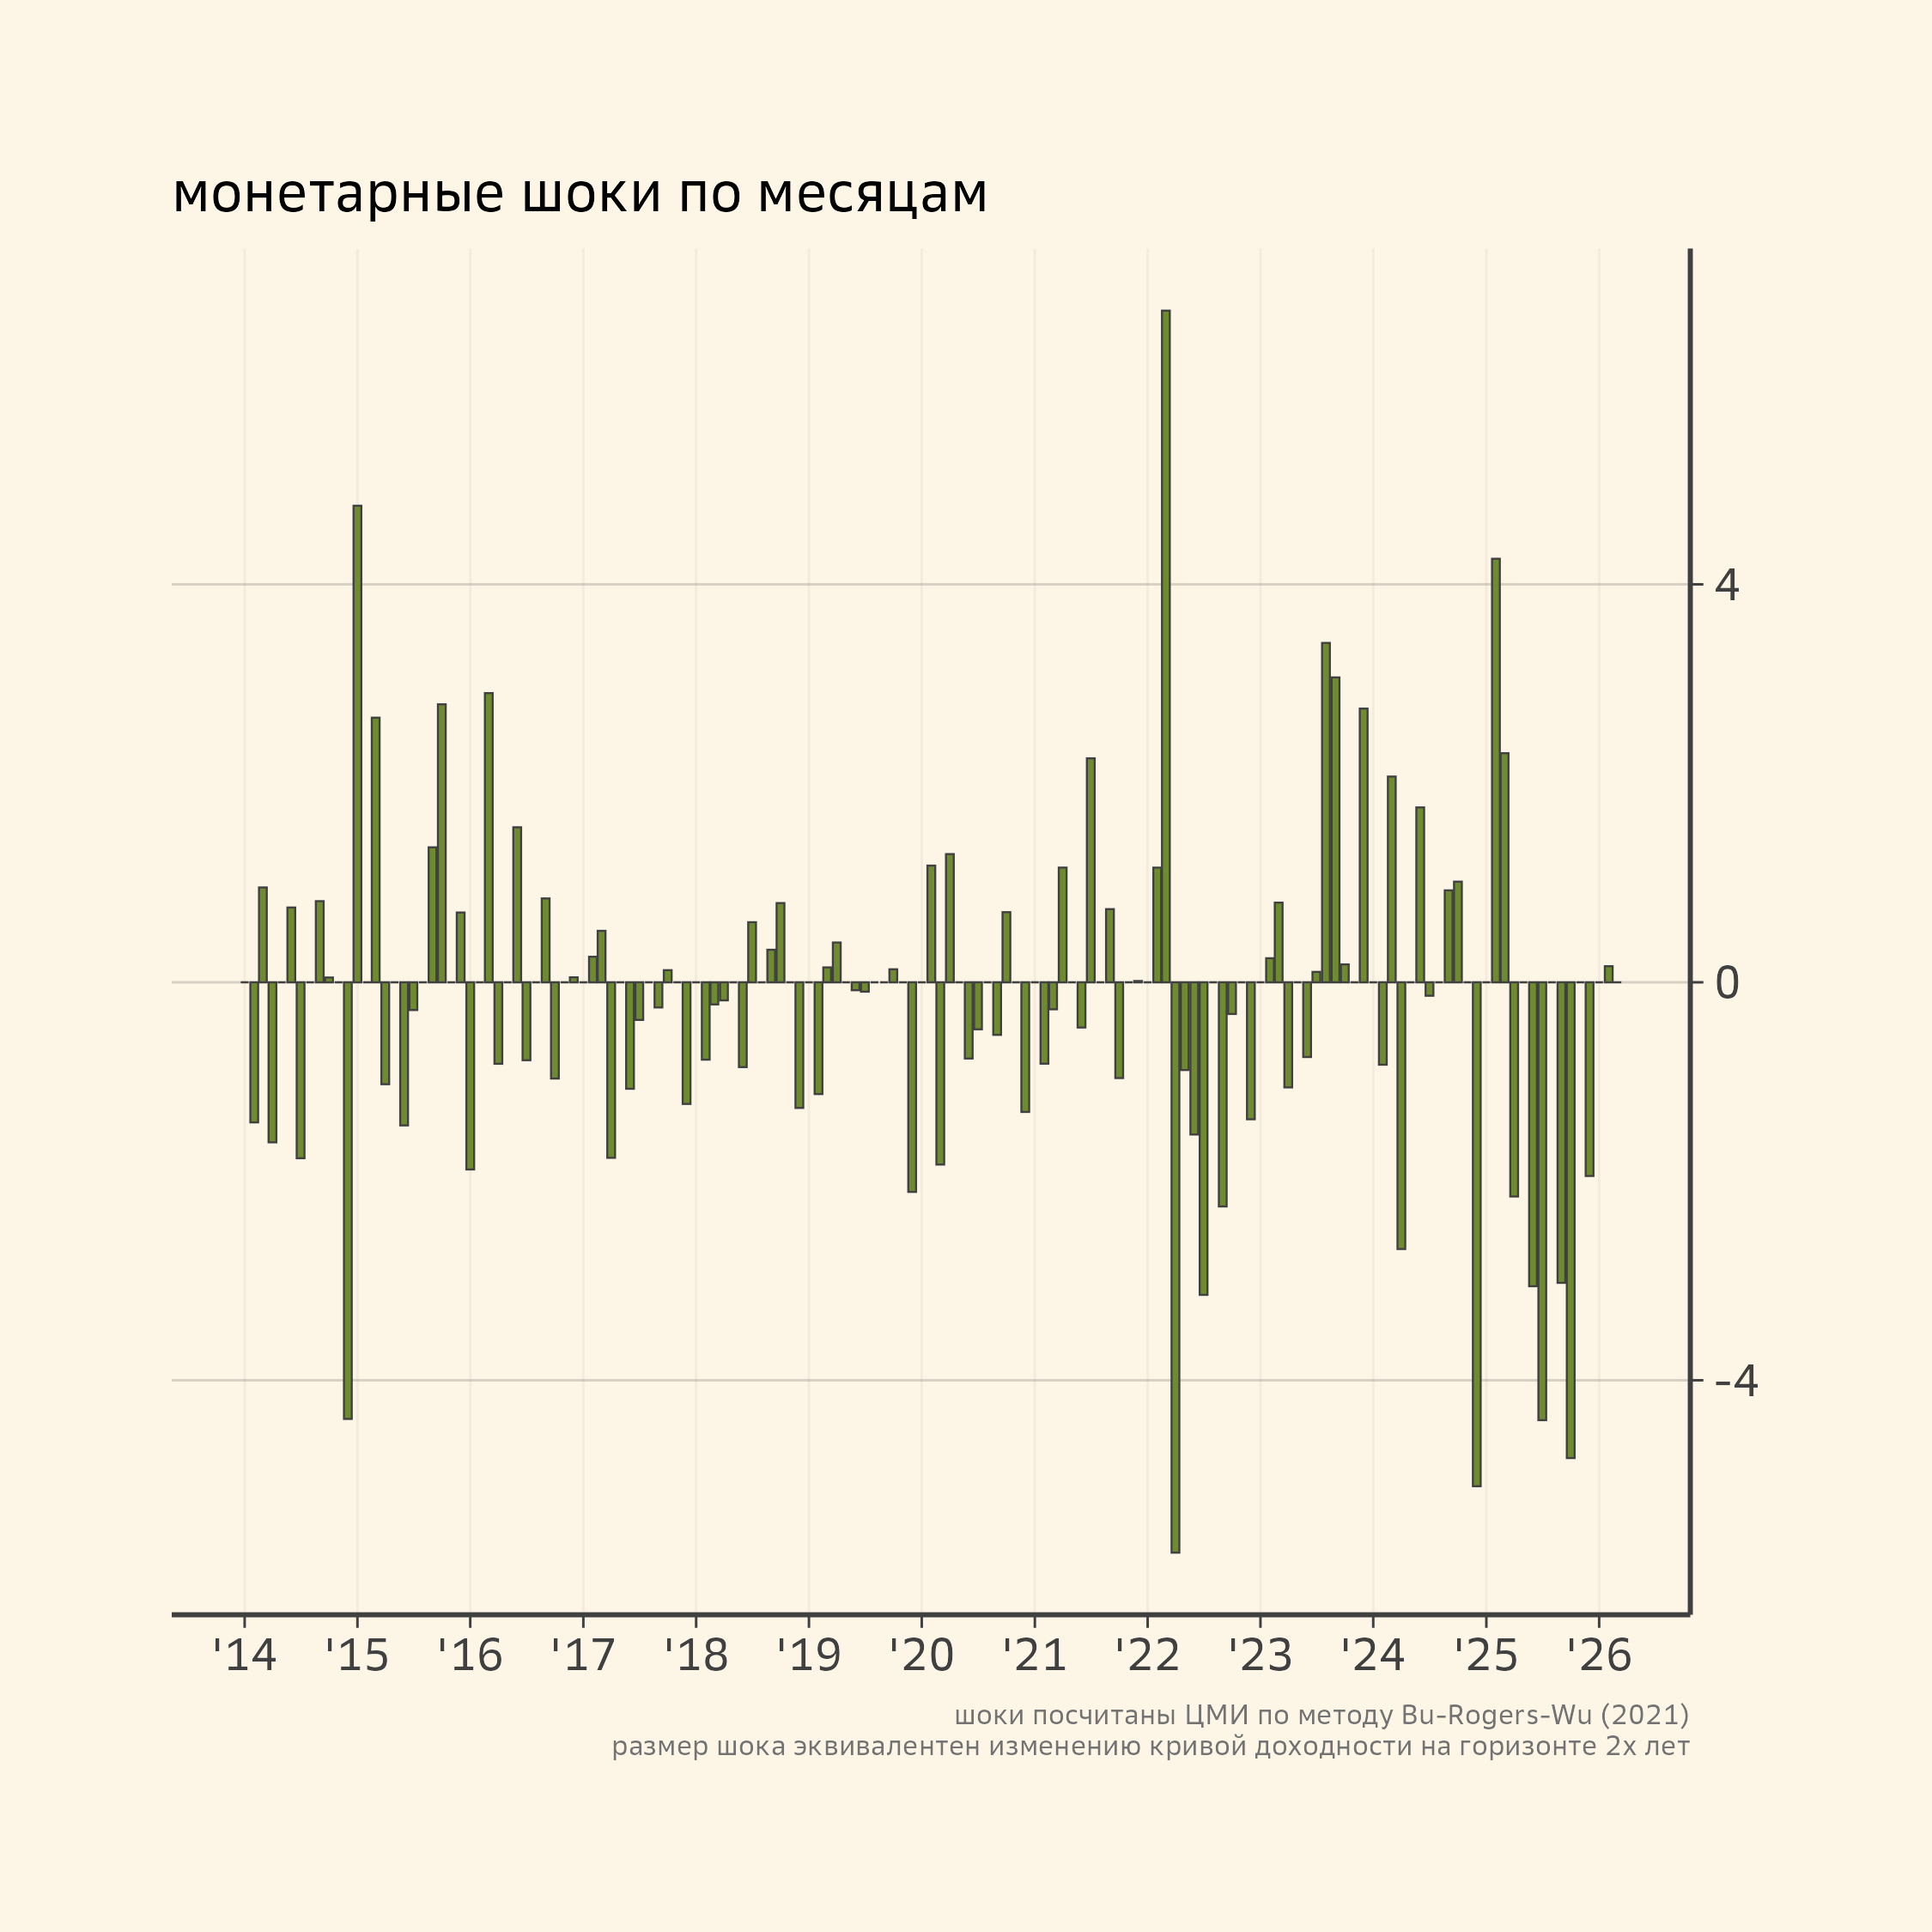 монетарные шоки по месяцам
4
0
-4
'14 '15 '16 '17 '18 '19 '20 '21 '22 '23 '24 '25 '26
шоки посчитаны ЦМИ по методу Bu-Rogers-Wu (2021)
размер шока эквивалентен изменению кривой доходности на горизонте 2х лет